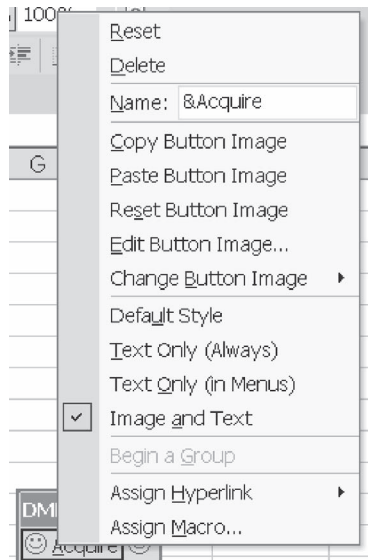 100%
Reset
Delete
Name: &Acquire
Copy Button Image
Paste Button Image
Reset Button Image
Edit Button Image...
Change Button Image
G
Default Style
Text Only (Always)
Text Only (in Menus)
Image and Text
Begin a Group
Assign Hyperlink
Assign Macro...
Acquire